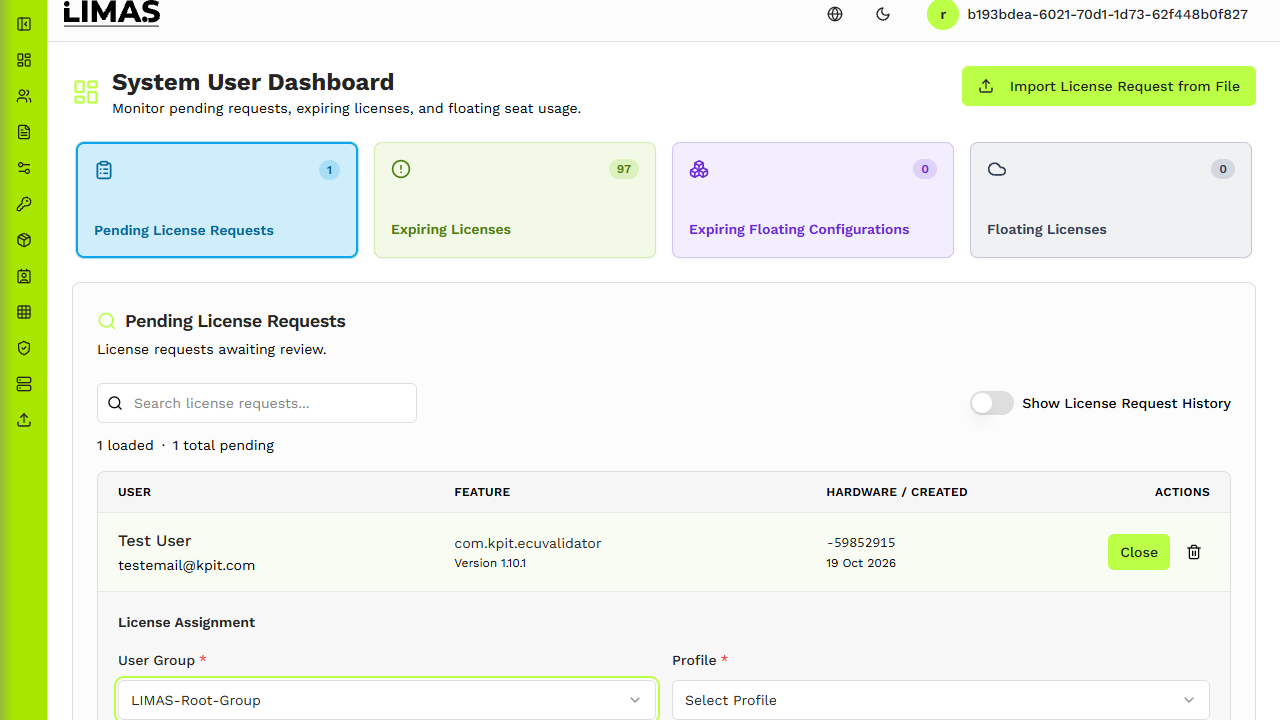 LIMAS
r
b193bdea-6021-70d1-1d73-62f448b0f827
System User Dashboard
Monitor pending requests, expiring licenses, and floating seat usage.
Import License Request from File
1
Pending License Requests
97
Expiring Licenses
0
Expiring Floating Configurations
0
Floating Licenses
Pending License Requests
License requests awaiting review.
Search license requests...
Show License Request History
1 loaded · 1 total pending
USER FEATURE HARDWARE / CREATED ACTIONS
Test User
testemail@kpit.com
com.kpit.ecuvalidator
Version 1.10.1
-59852915
19 Oct 2026
Close
License Assignment
User Group *
Profile *
LIMAS-Root-Group
Select Profile